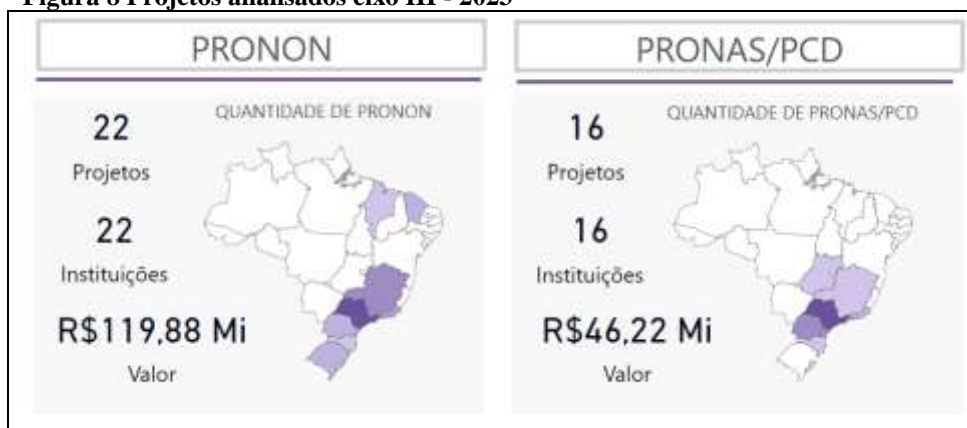 Figura 8 Projetos analisados eixo III - 2023
PRONON
22
Projetos
22
Instituições
R$119,88 Mi
Valor
QUANTIDADE DE PRONON
PRONAS/PCD
16
Projetos
16
Instituições
R$46,22 Mi
Valor
QUANTIDADE DE PRONAS/PCD